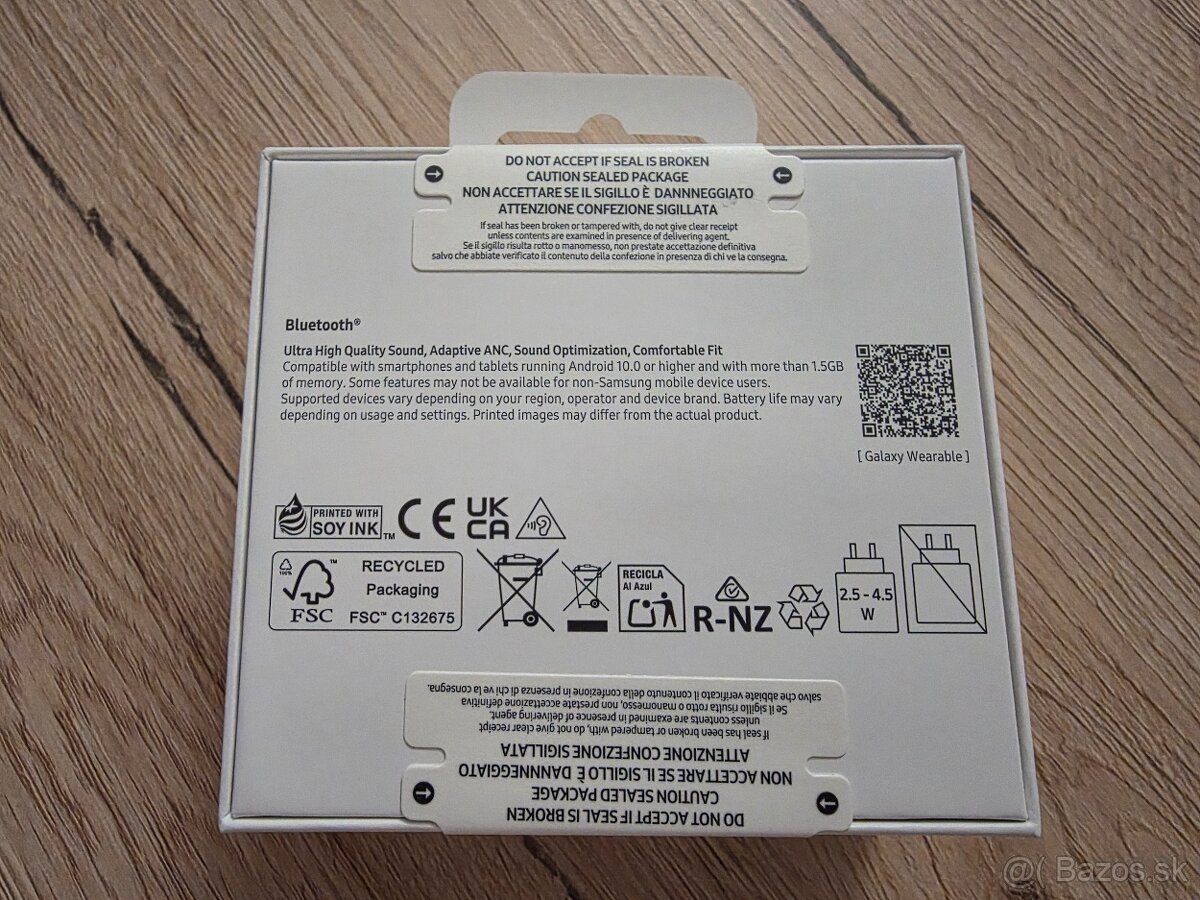 DO NOT ACCEPT IF SEAL IS BROKEN
CAUTION SEALED PACKAGE
NON ACCETTARE SE IL SIGILLO È DANNNEGGIATO
ATTENZIONE CONFEZIONE SIGILLATA
If seal has been broken or tampered with, do not give clear receipt
unless contents are examined in presence of delivering agent.
Se il sigillo risulta rotto o manomesso, non prestate accettazione definitiva
salvo che abbiate verificato il contenuto della confezione in presenza di chi ve la consegna.
Bluetooth®
Ultra High Quality Sound, Adaptive ANC, Sound Optimization, Comfortable Fit
Compatible with smartphones and tablets running Android 10.0 or higher and with more than 1.5GB
of memory. Some features may not be available for non-Samsung mobile device users.
Supported devices vary depending on your region, operator and device brand. Battery life may vary
depending on usage and settings. Printed images may differ from the actual product.
[ Galaxy Wearable ]
PRINTED WITH
SOY INK™
CE
UK
CA
100%
™
FSC
RECYCLED
Packaging
FSC™ C132675
RECICLA
Al Azul
R-NZ
2.5 - 4.5
W
DO NOT ACCEPT IF SEAL IS BROKEN
CAUTION SEALED PACKAGE
NON ACCETTARE SE IL SIGILLO È DANNNEGGIATO
ATTENZIONE CONFEZIONE SIGILLATA
If seal has been broken or tampered with, do not give clear receipt
unless contents are examined in presence of delivering agent.
Se il sigillo risulta rotto o manomesso, non prestate accettazione definitiva
salvo che abbiate verificato il contenuto della confezione in presenza di chi ve la consegna.
@( Bazos.sk